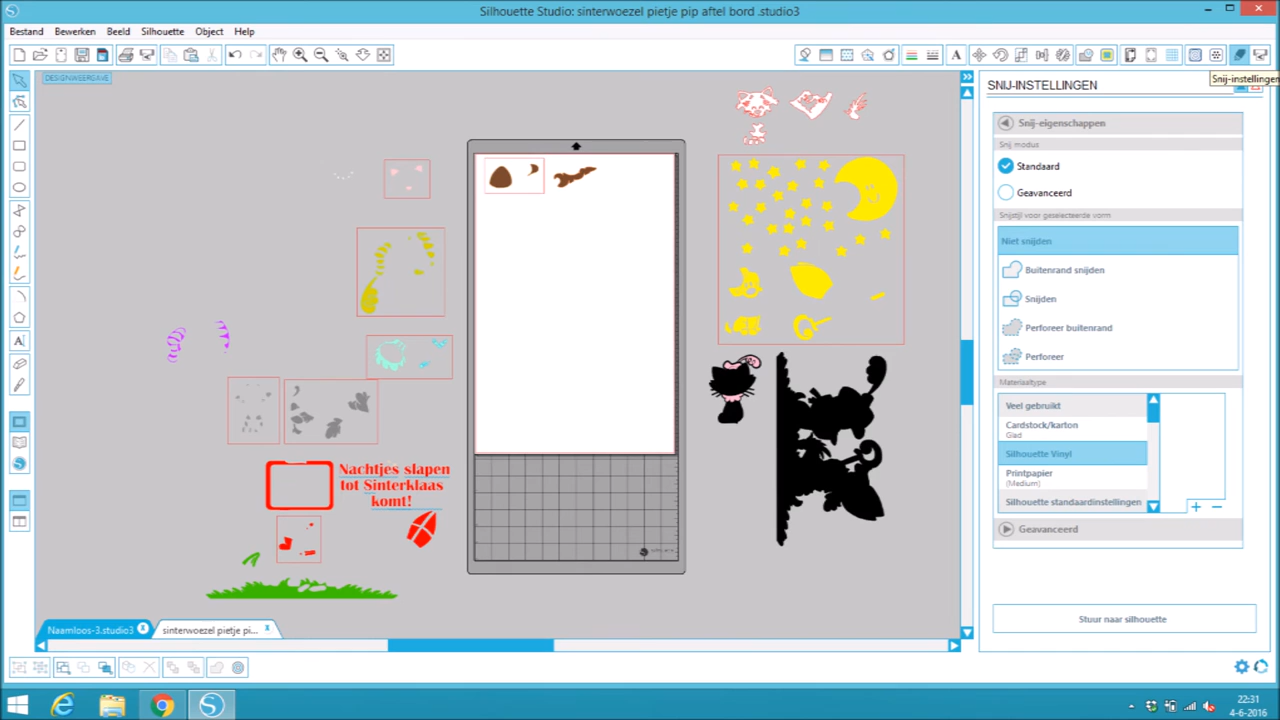 Silhouette Studio: sinterwoezel pietje pip aftel bord .studio3
Bestand Bewerken Beeld Silhouette Object Help
DESIGNWEERGAVE
Snij-instellingen
SNIJ-INSTELLINGEN
Snij-eigenschappen
Snij modus
Standaard
Geavanceerd
Snijstijl voor geselecteerde vorm
Niet snijden
Buitenrand snijden
Snijden
Perforeer buitenrand
Perforeer
Materiaaltype
Veel gebruikt
Cardstock/karton
Glad
Silhouette Vinyl
Printpapier
(Medium)
Silhouette standaardinstellingen
Geavanceerd
Stuur naar silhouette
Nachtjes slapen
tot Sinterklaas
komt!
Naamloos-3.studio3
sinterwoezel pietje pi...
22:31
4-6-2016